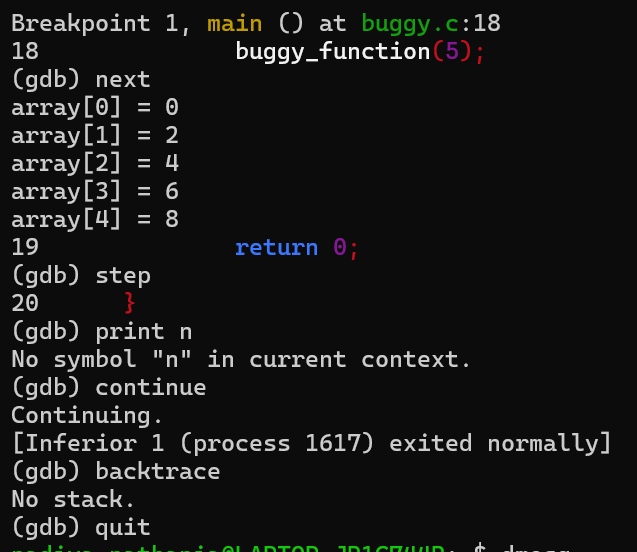 Breakpoint 1, main () at buggy.c:18
18              buggy_function(5);
(gdb) next
array[0] = 0
array[1] = 2
array[2] = 4
array[3] = 6
array[4] = 8
19              return 0;
(gdb) step
20      }
(gdb) print n
No symbol "n" in current context.
(gdb) continue
Continuing.
[Inferior 1 (process 1617) exited normally]
(gdb) backtrace
No stack.
(gdb) quit